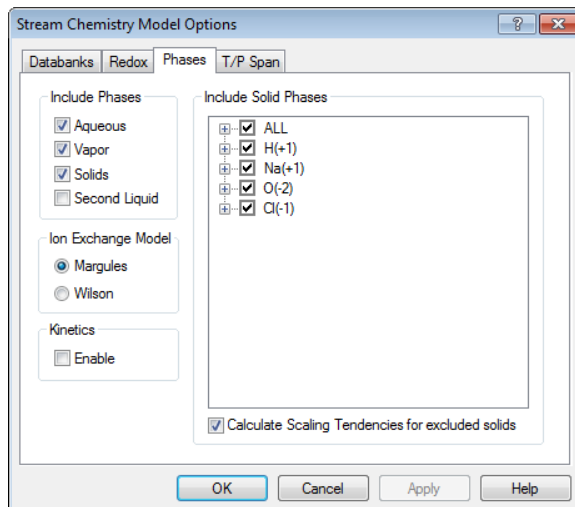 Stream Chemistry Model Options
Databanks Redox Phases T/P Span
Include Phases
Aqueous
Vapor
Solids
Second Liquid
Ion Exchange Model
Margules
Wilson
Kinetics
Enable
Include Solid Phases
ALL
H(+1)
Na(+1)
O(-2)
Cl(-1)
Calculate Scaling Tendencies for excluded solids
OK Cancel Apply Help